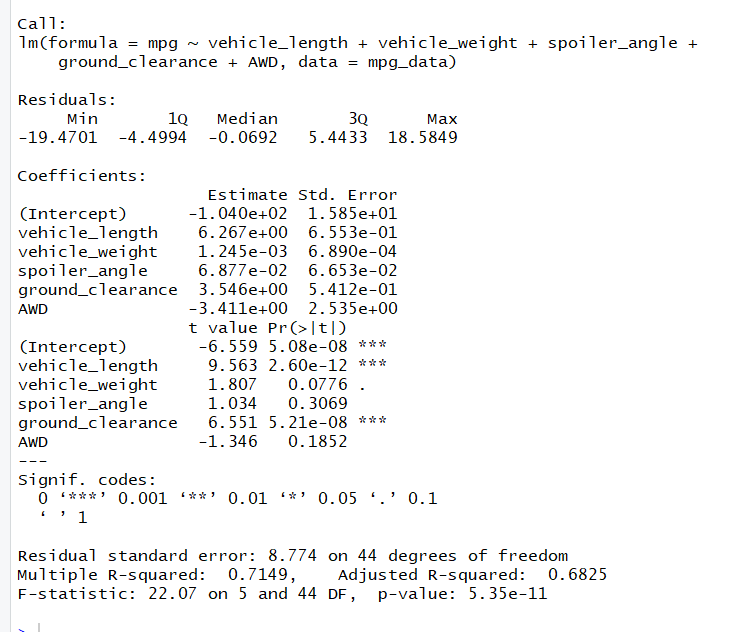 Call:
lm(formula = mpg ~ vehicle_length + vehicle_weight + spoiler_angle +
    ground_clearance + AWD, data = mpg_data)

Residuals:
     Min       1Q   Median       3Q      Max
-19.4701  -4.4994  -0.0692   5.4433  18.5849

Coefficients:
                   Estimate Std. Error
(Intercept)      -1.040e+02  1.585e+01
vehicle_length    6.267e+00  6.553e-01
vehicle_weight    1.245e-03  6.890e-04
spoiler_angle     6.877e-02  6.653e-02
ground_clearance  3.546e+00  5.412e-01
AWD              -3.411e+00  2.535e+00
                 t value Pr(>|t|)
(Intercept)       -6.559 5.08e-08 ***
vehicle_length     9.563 2.60e-12 ***
vehicle_weight     1.807   0.0776 .
spoiler_angle      1.034   0.3069
ground_clearance   6.551 5.21e-08 ***
AWD               -1.346   0.1852
---
Signif. codes:
  0 ‘***’ 0.001 ‘**’ 0.01 ‘*’ 0.05 ‘.’ 0.1
  ‘ ’ 1

Residual standard error: 8.774 on 44 degrees of freedom
Multiple R-squared:  0.7149,    Adjusted R-squared:  0.6825
F-statistic: 22.07 on 5 and 44 DF,  p-value: 5.35e-11

>